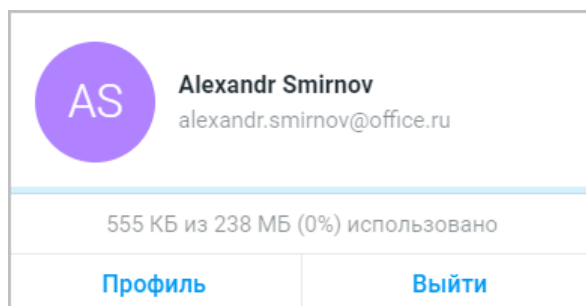 AS
Alexandr Smirnov
alexandr.smirnov@office.ru
555 КБ из 238 МБ (0%) использовано
Профиль Выйти